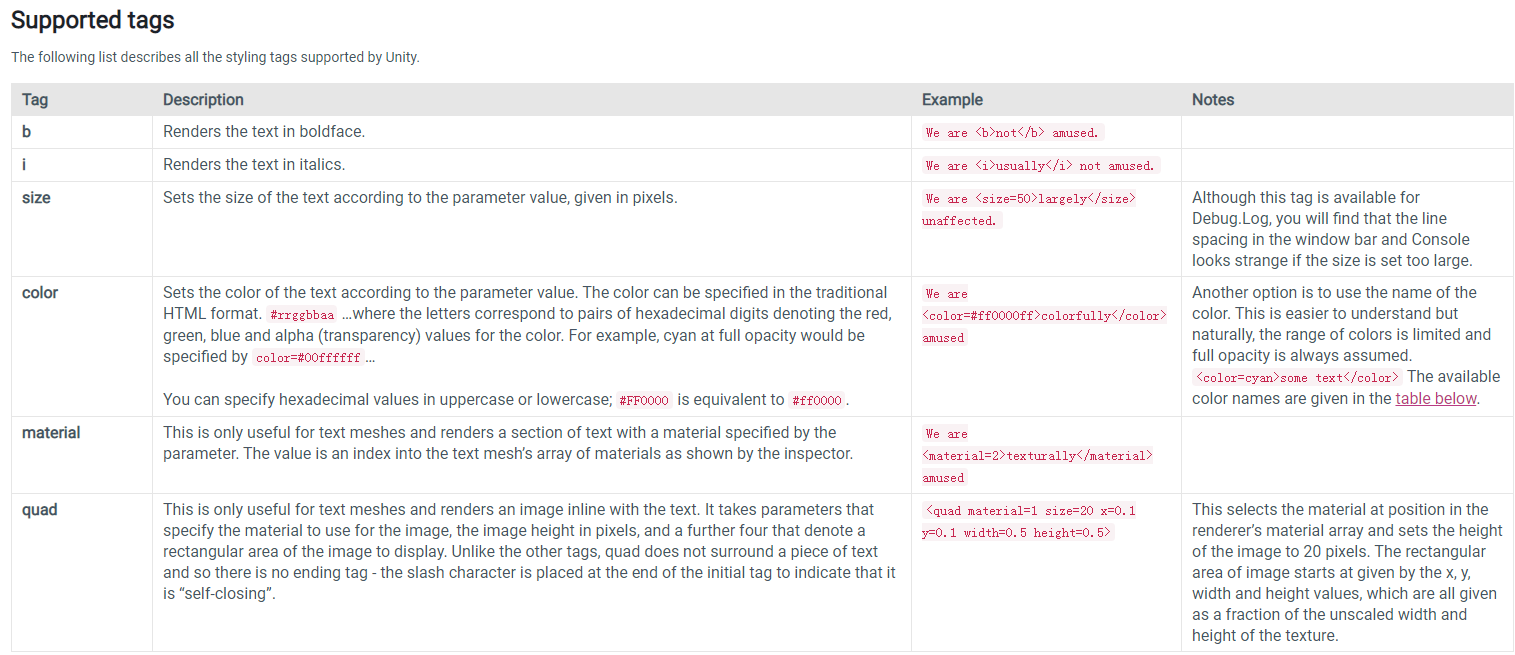 Supported tags
The following list describes all the styling tags supported by Unity.
Tag Description Example Notes
b Renders the text in boldface. We are <b>not</b> amused.
i Renders the text in italics. We are <i>usually</i> not amused.
size Sets the size of the text according to the parameter value, given in pixels. We are <size=50>largely</size>
unaffected.
Although this tag is available for
Debug.Log, you will find that the line
spacing in the window bar and Console
looks strange if the size is set too large.
color
Sets the color of the text according to the parameter value. The color can be specified in the traditional
HTML format. #rrggbbaa …where the letters correspond to pairs of hexadecimal digits denoting the red,
green, blue and alpha (transparency) values for the color. For example, cyan at full opacity would be
specified by color=#00ffffff …
You can specify hexadecimal values in uppercase or lowercase; #FF0000 is equivalent to #ff0000 .
We are
<color=#ff0000ff>colorfully</color>
amused
Another option is to use the name of the
color. This is easier to understand but
naturally, the range of colors is limited and
full opacity is always assumed.
<color=cyan>some text</color> The available
color names are given in the table below.
material
This is only useful for text meshes and renders a section of text with a material specified by the
parameter. The value is an index into the text mesh’s array of materials as shown by the inspector.
We are
<material=2>texturally</material>
amused
quad
This is only useful for text meshes and renders an image inline with the text. It takes parameters that
specify the material to use for the image, the image height in pixels, and a further four that denote a
rectangular area of the image to display. Unlike the other tags, quad does not surround a piece of text
and so there is no ending tag - the slash character is placed at the end of the initial tag to indicate that it
is “self-closing”.
<quad material=1 size=20 x=0.1
y=0.1 width=0.5 height=0.5>
This selects the material at position in the
renderer’s material array and sets the height
of the image to 20 pixels. The rectangular
area of image starts at given by the x, y,
width and height values, which are all given
as a fraction of the unscaled width and
height of the texture.